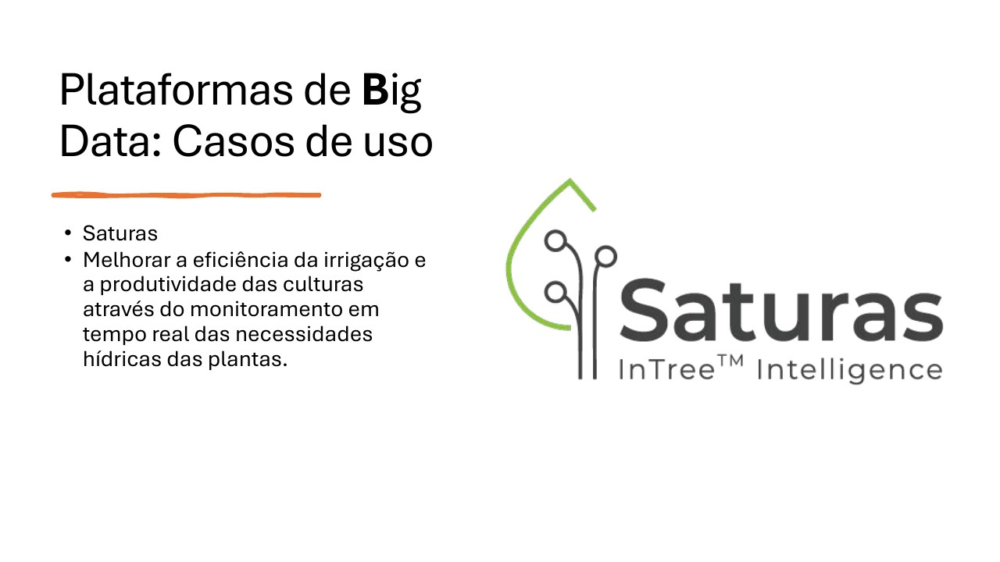 Plataformas de Big
Data: Casos de uso
• Saturas
• Melhorar a eficiência da irrigação e
a produtividade das culturas
através do monitoramento em
tempo real das necessidades
hídricas das plantas.
Saturas
InTree™ Intelligence